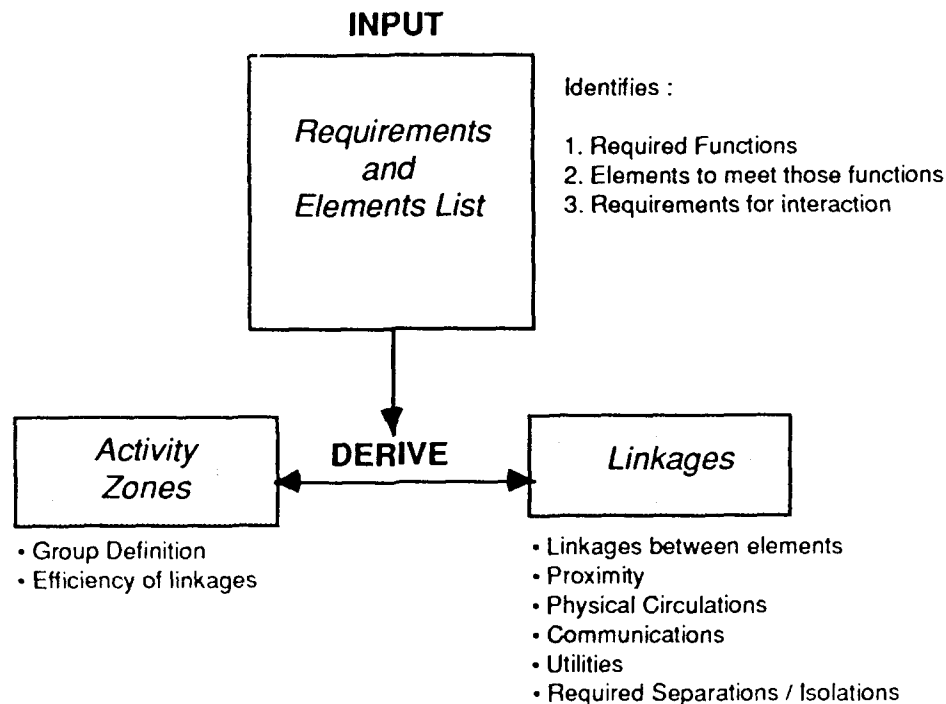 INPUT
Requirements
and
Elements List
Identifies :
1. Required Functions
2. Elements to meet those functions
3. Requirements for interaction
DERIVE
Activity
Zones
• Group Definition
• Efficiency of linkages
Linkages
• Linkages between elements
• Proximity
• Physical Circulations
• Communications
• Utilities
• Required Separations / Isolations